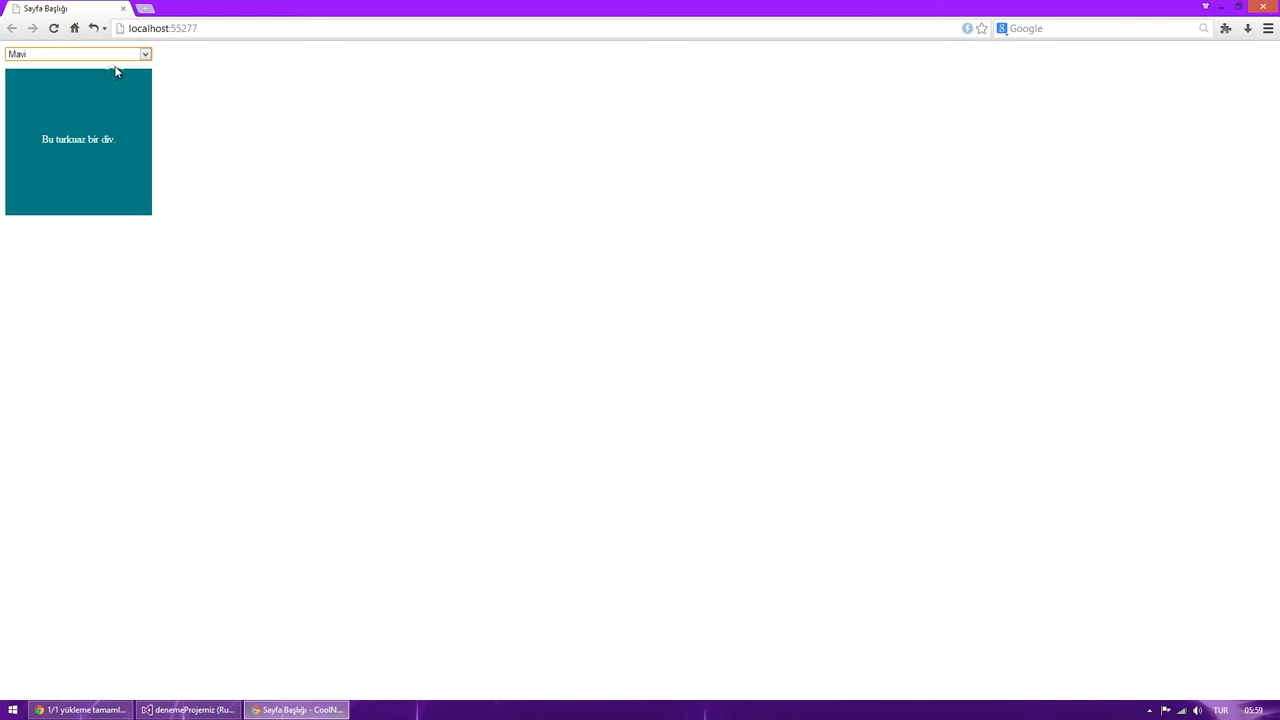 Sayfa Başlığı
localhost:55277
Google
Mavi
Bu turkuaz bir div.
1/1 yükleme tamaml...
denemeProjemiz (Ru...
Sayfa Başlığı - CoolN...
TUR
05:59